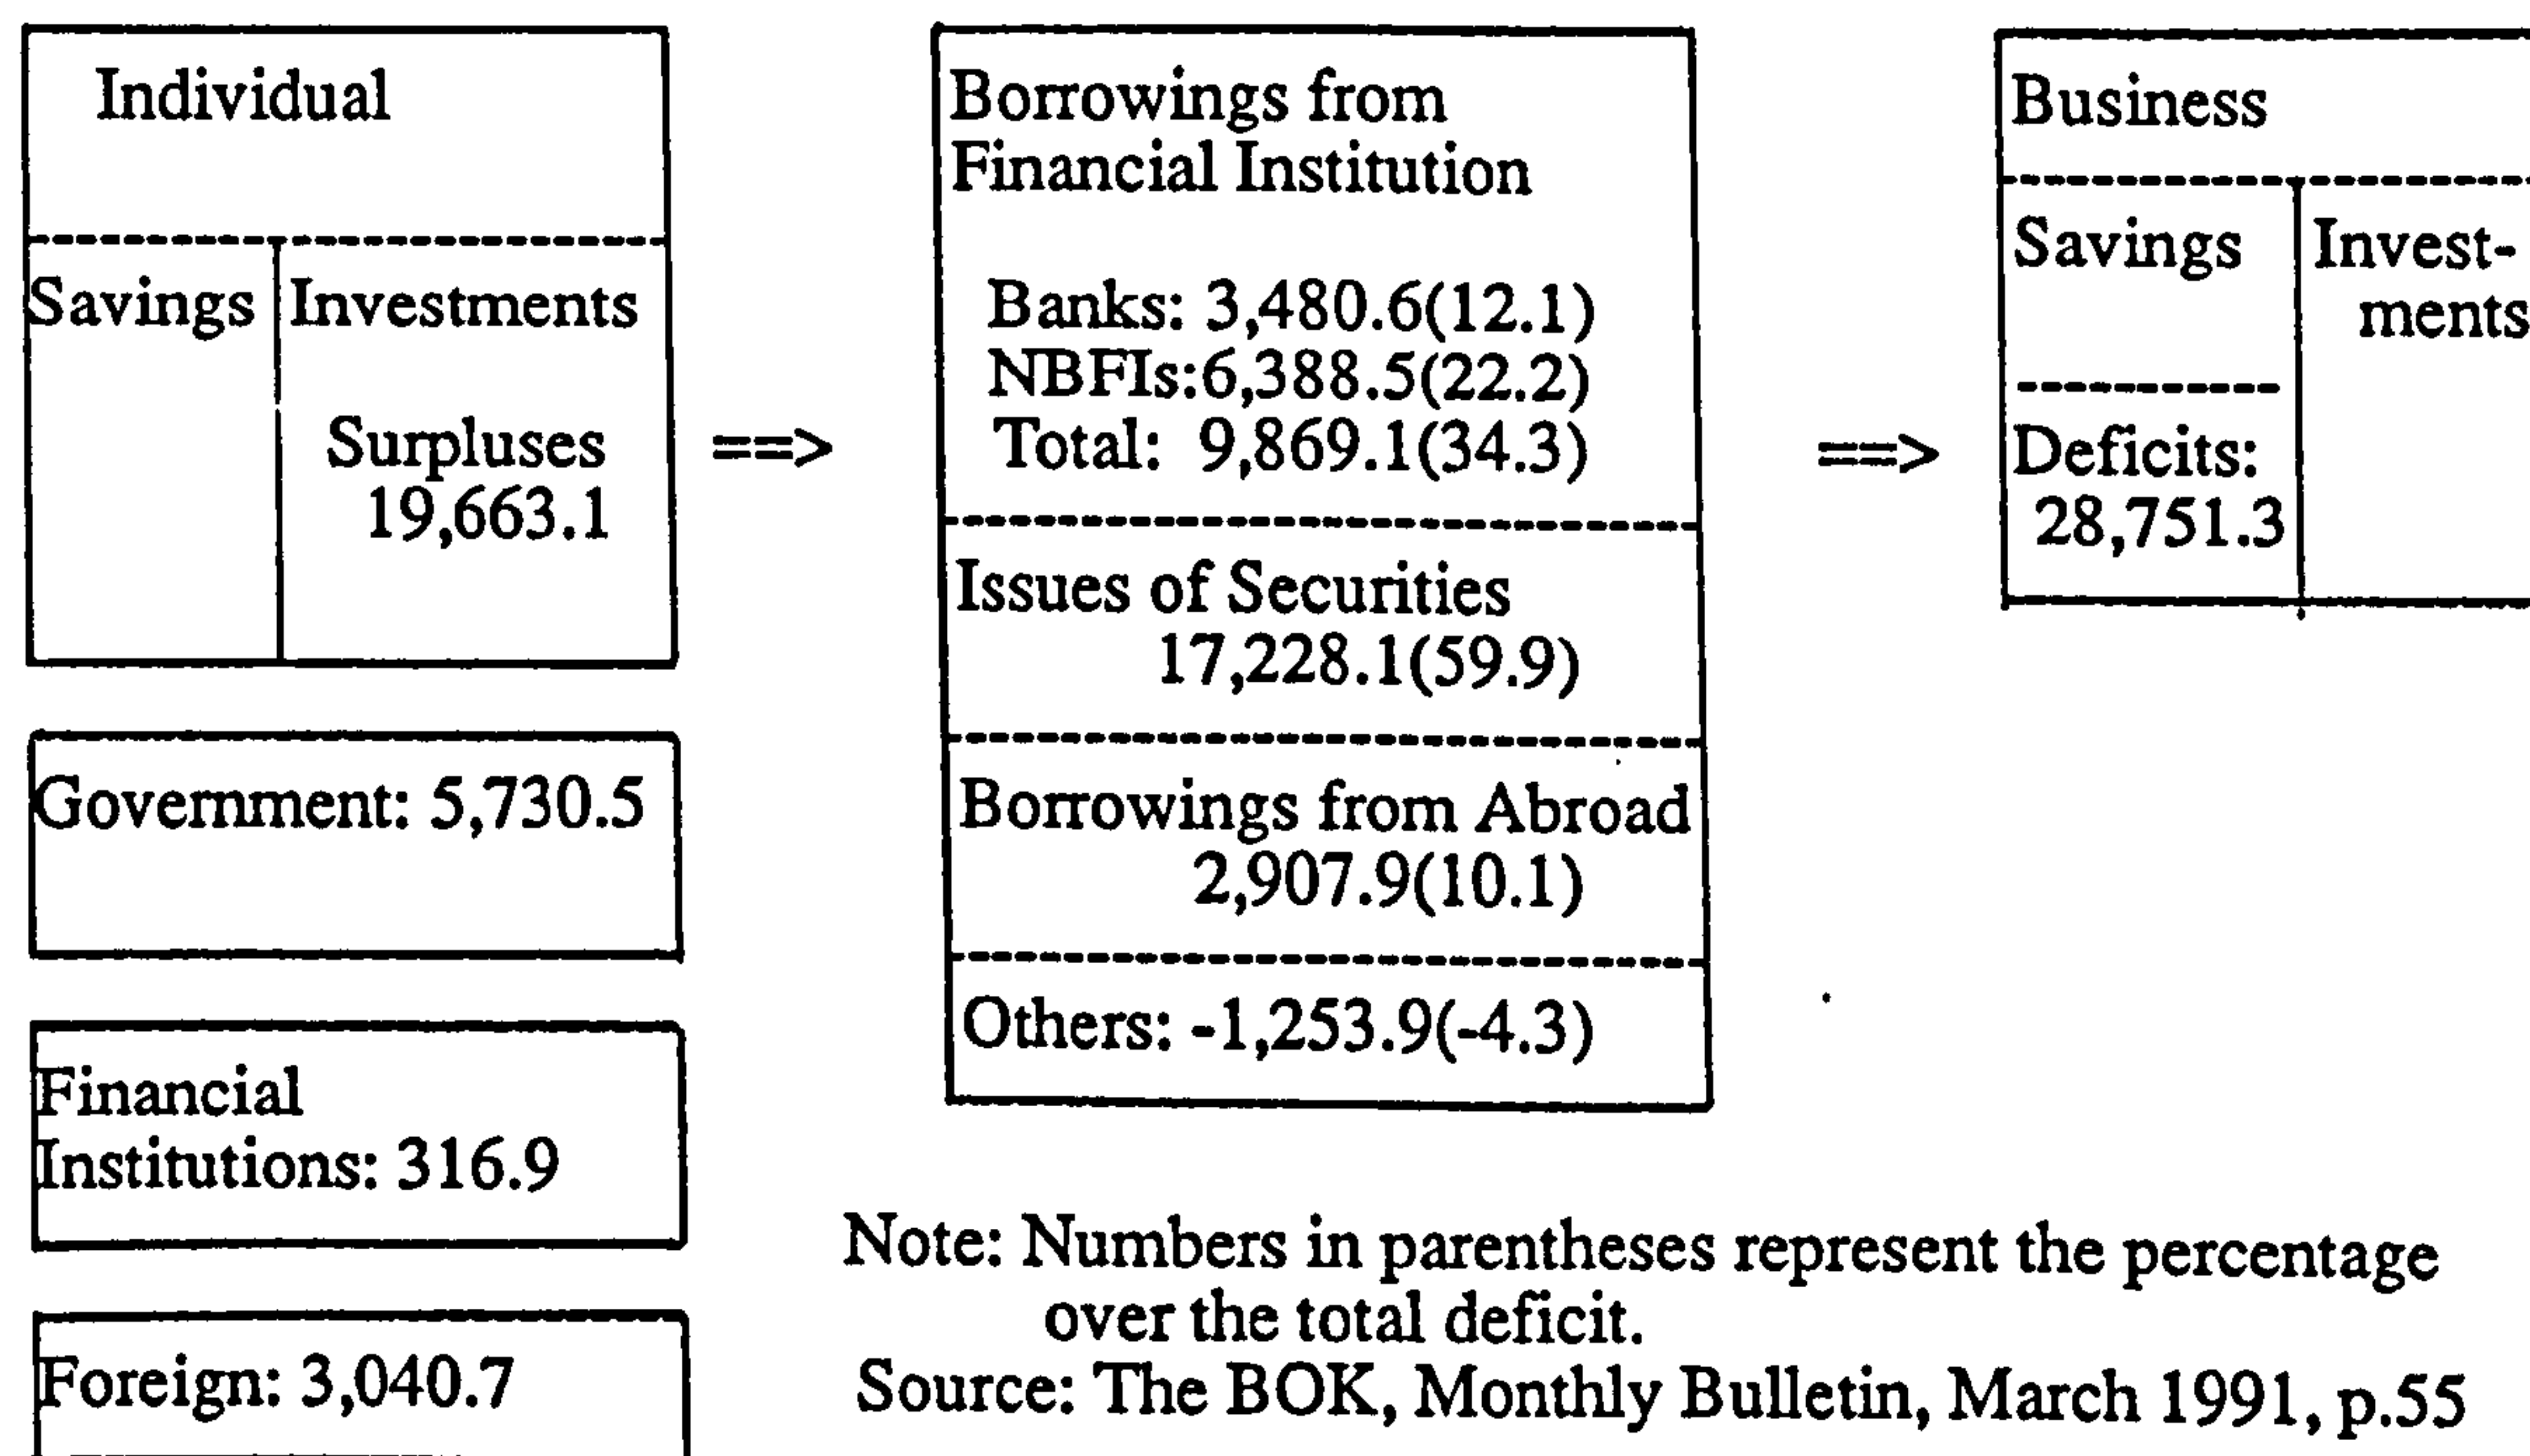 Individual
Savings
Investments
Surpluses
19,663.1
==>
Government: 5,730.5
Financial
Institutions: 316.9
Foreign: 3,040.7
Borrowings from
Financial Institution
Banks: 3,480.6(12.1)
NBFIs:6,388.5(22.2)
Total: 9,869.1(34.3)
Issues of Securities
17,228.1(59.9)
Borrowings from Abroad
2,907.9(10.1)
Others: -1,253.9(-4.3)
==>
Business
Savings
Invest-
ments
Deficits:
28,751.3
Note: Numbers in parentheses represent the percentage
over the total deficit.
Source: The BOK, Monthly Bulletin, March 1991, p.55